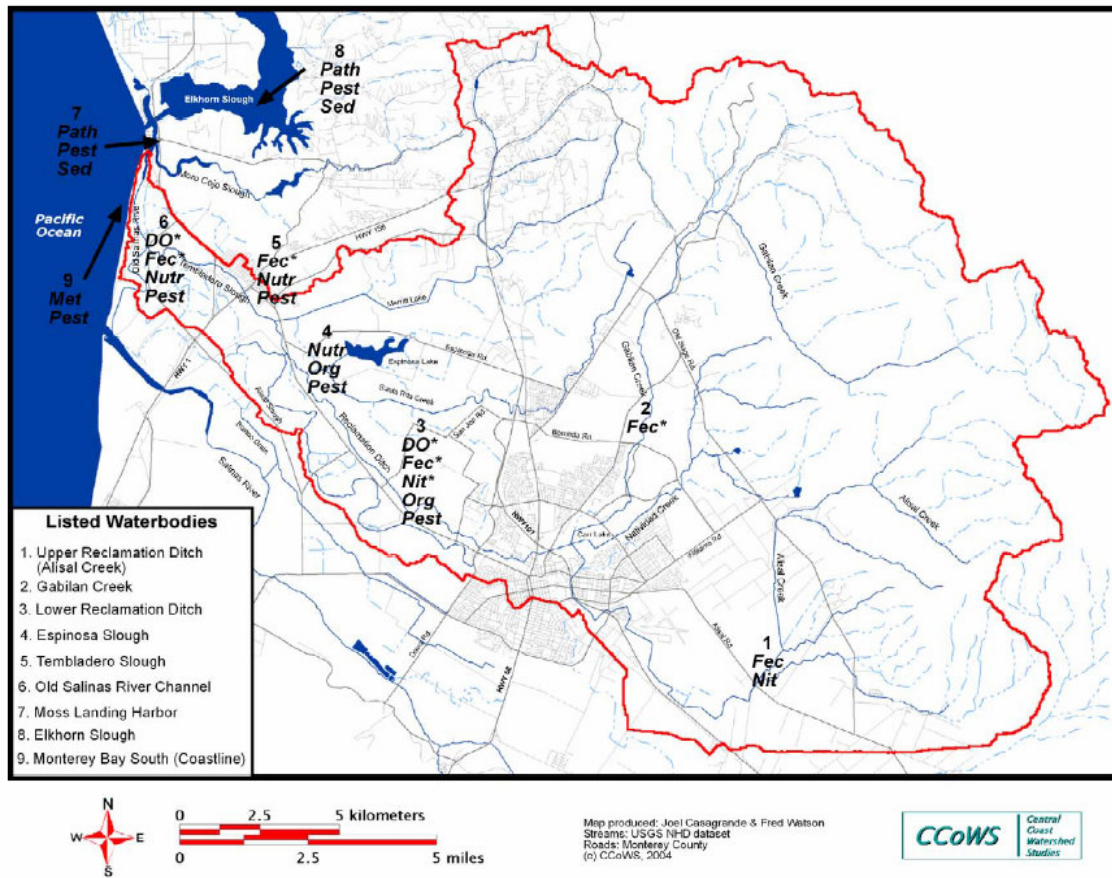 8
Path
Pest
Sed
Elkhorn Slough
7
Path
Pest
Sed
Moro Cojo Slough
Pacific
Ocean
HWY 156
6
DO*
Fec*
Nutr
Pest
5
Fec*
Nutr
Pest
Tembladero Slough
9
Met
Pest
Merritt Lake
Gabilan Creek
Old Stage Rd
HWY 1
4
Nutr
Org
Pest
Espinosa Lake
Espinosa Rd
Gabilan Creek
Santa Rita Creek
Alisal Slough
Reclamation Ditch
San Jon Rd
Boronda Rd
2
Fec*
3
DO*
Fec*
Nit*
Org
Pest
Salinas River
HWY101
Carr Lake
Natividad Creek
Williams Rd
Alisal Creek
Alisal Creek
Alisal Rd
HWY 68
1
Fec
Nit
Listed Waterbodies
1. Upper Reclamation Ditch
(Alisal Creek)
2. Gabilan Creek
3. Lower Reclamation Ditch
4. Espinosa Slough
5. Tembladero Slough
6. Old Salinas River Channel
7. Moss Landing Harbor
8. Elkhorn Slough
9. Monterey Bay South (Coastline)
N
W E
S
0 2.5 5 kilometers
0 2.5 5 miles
Map produced: Joel Casagrande & Fred Watson
Streams: USGS NHD dataset
Roads: Monterey County
(c) CCoWS, 2004
CCoWS
Central
Coast
Watershed
Studies